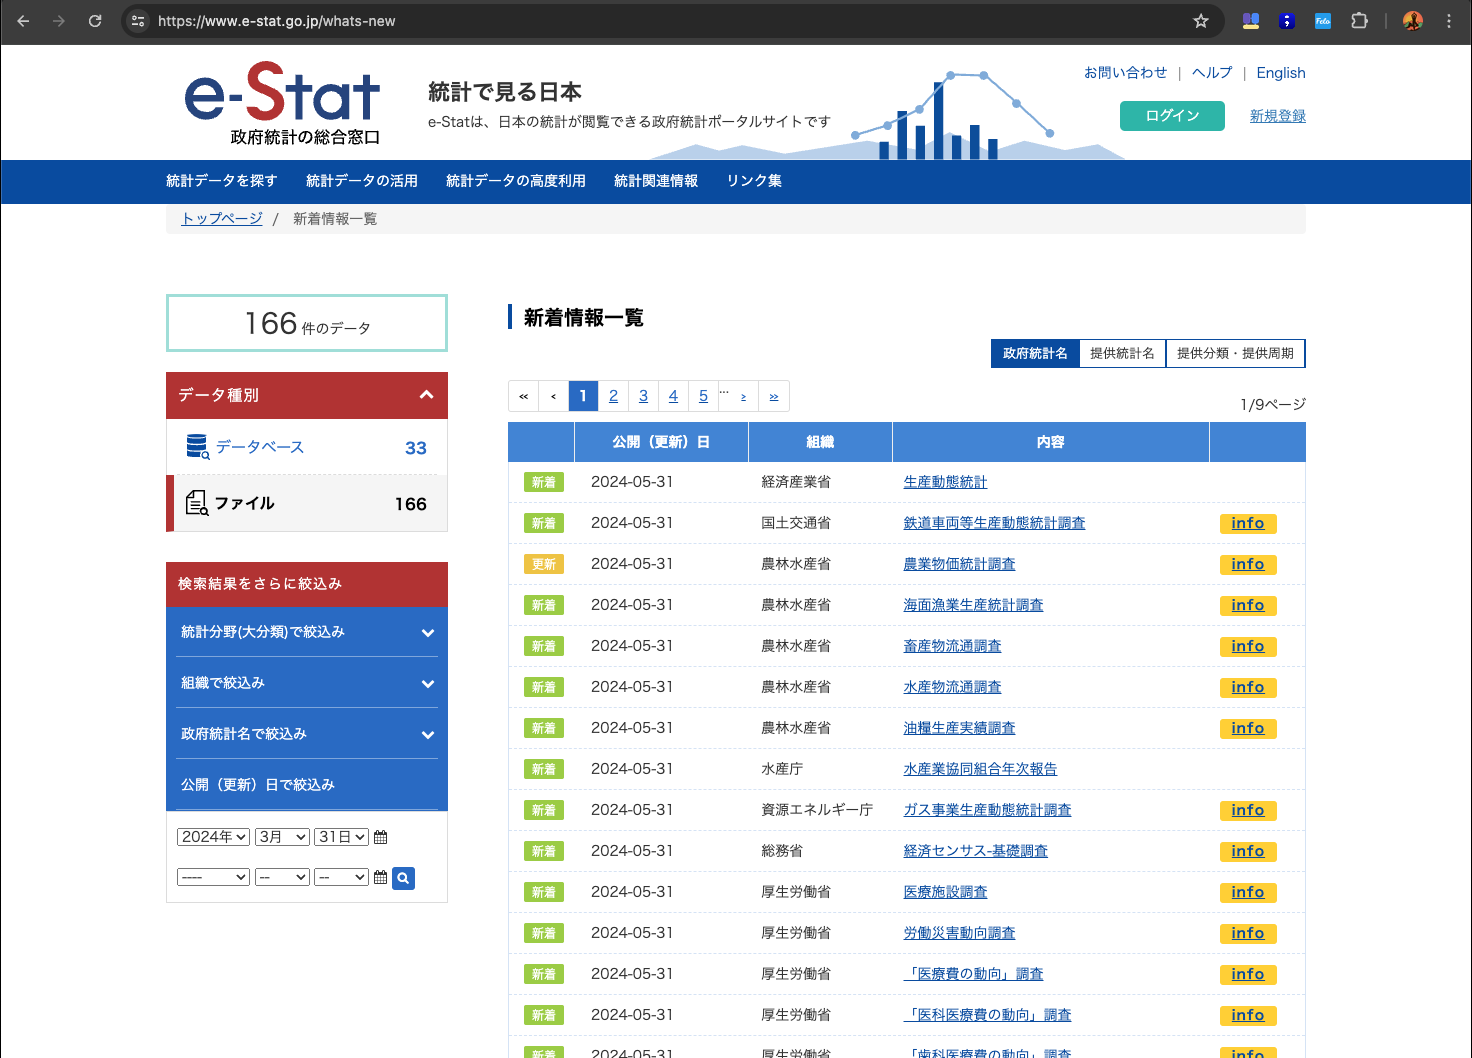 https://www.e-stat.go.jp/whats-new
Felo
e-Stat
政府統計の総合窓口
統計で見る日本
e-Statは、日本の統計が閲覧できる政府統計ポータルサイトです
お問い合わせ | ヘルプ | English
ログイン 新規登録
統計データを探す 統計データの活用 統計データの高度利用 統計関連情報 リンク集
トップページ / 新着情報一覧
166 件のデータ
データ種別
データベース 33
ファイル 166
検索結果をさらに絞込み
統計分野(大分類)で絞込み
組織で絞込み
政府統計名で絞込み
公開（更新）日で絞込み
2024年 3月 31日
---- -- --
新着情報一覧
政府統計名 提供統計名 提供分類・提供周期
« ‹ 1 2 3 4 5 ... › »
1/9ページ
公開（更新）日 組織 内容
新着 2024-05-31 経済産業省 生産動態統計
新着 2024-05-31 国土交通省 鉄道車両等生産動態統計調査 info
更新 2024-05-31 農林水産省 農業物価統計調査 info
新着 2024-05-31 農林水産省 海面漁業生産統計調査 info
新着 2024-05-31 農林水産省 畜産物流通調査 info
新着 2024-05-31 農林水産省 水産物流通調査 info
新着 2024-05-31 農林水産省 油糧生産実績調査 info
新着 2024-05-31 水産庁 水産業協同組合年次報告
新着 2024-05-31 資源エネルギー庁 ガス事業生産動態統計調査 info
新着 2024-05-31 総務省 経済センサス-基礎調査 info
新着 2024-05-31 厚生労働省 医療施設調査 info
新着 2024-05-31 厚生労働省 労働災害動向調査 info
新着 2024-05-31 厚生労働省 「医療費の動向」調査 info
新着 2024-05-31 厚生労働省 「医科医療費の動向」調査 info
新着 2024-05-31 厚生労働省 「歯科医療費の動向」調査 info